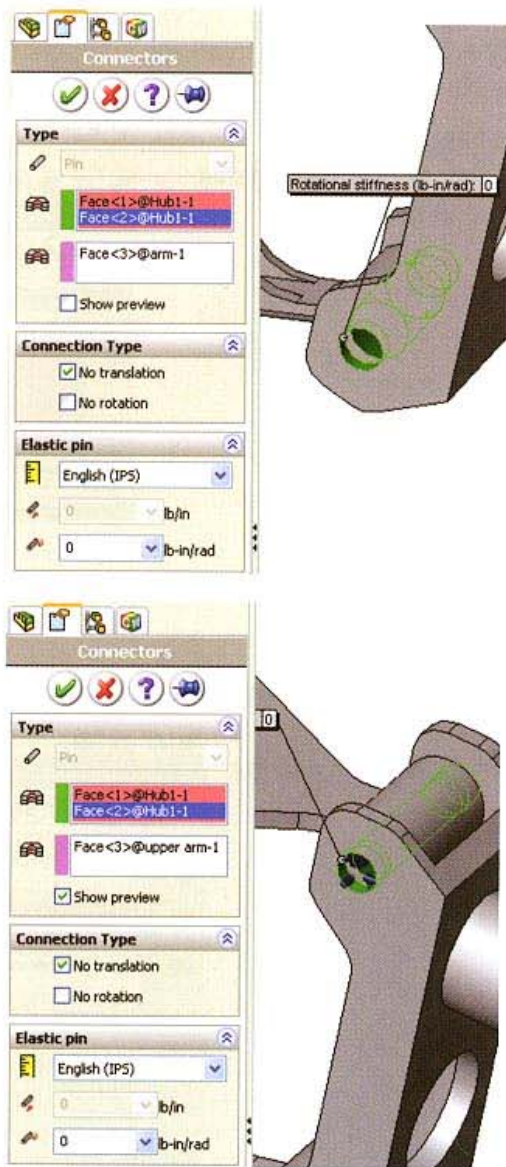 Connectors
?
Type
Pin
Face<1>@Hub1-1
Face<2>@Hub1-1
Face<3>@arm-1
Show preview
Connection Type
No translation
No rotation
Elastic pin
English (IPS)
0 lb/in
0 lb-in/rad
Rotational stiffness (lb-in/rad): 0
Connectors
?
Type
Pin
Face<1>@Hub1-1
Face<2>@Hub1-1
Face<3>@upper arm-1
Show preview
Connection Type
No translation
No rotation
Elastic pin
English (IPS)
0 lb/in
0 lb-in/rad
0